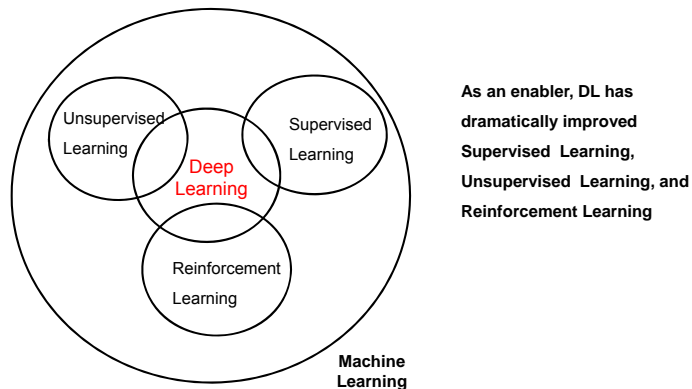 Unsupervised
Learning
Supervised
Learning
Deep
Learning
Reinforcement
Learning
Machine
Learning
As an enabler, DL has
dramatically improved
Supervised Learning,
Unsupervised Learning, and
Reinforcement Learning